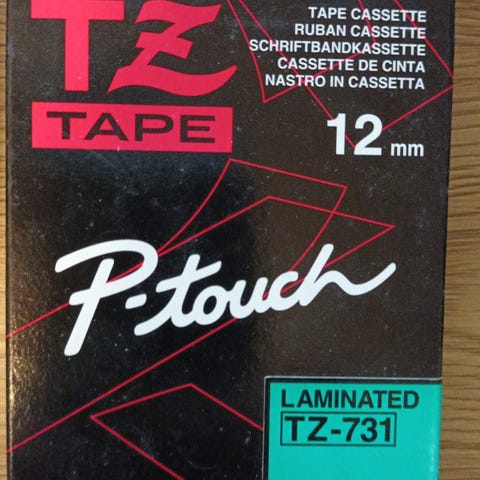 TZ
TAPE
TAPE CASSETTE
RUBAN CASSETTE
SCHRIFTBANDKASSETTE
CASSETTE DE CINTA
NASTRO IN CASSETTA
12 mm
P-touch
LAMINATED
TZ-731